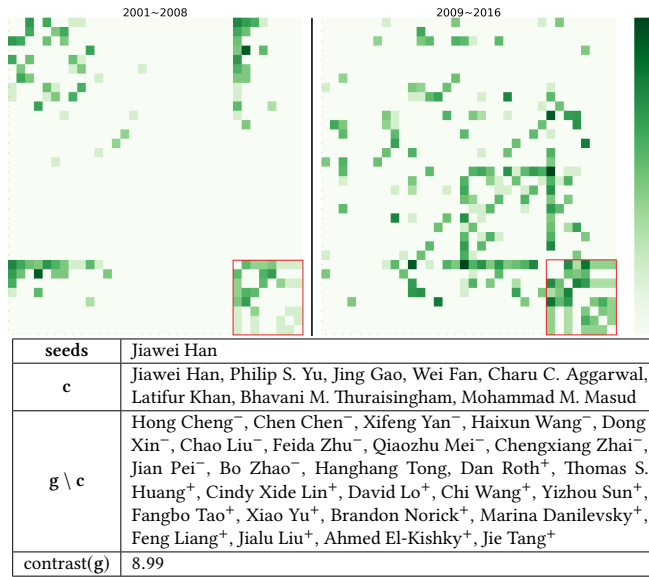 2001~2008
2009~2016
seeds
Jiawei Han
c
Jiawei Han, Philip S. Yu, Jing Gao, Wei Fan, Charu C. Aggarwal,
Latifur Khan, Bhavani M. Thuraisingham, Mohammad M. Masud
g \ c
Hong Cheng⁻, Chen Chen⁻, Xifeng Yan⁻, Haixun Wang⁻, Dong
Xin⁻, Chao Liu⁻, Feida Zhu⁻, Qiaozhu Mei⁻, Chengxiang Zhai⁻,
Jian Pei⁻, Bo Zhao⁻, Hanghang Tong, Dan Roth⁺, Thomas S.
Huang⁺, Cindy Xide Lin⁺, David Lo⁺, Chi Wang⁺, Yizhou Sun⁺,
Fangbo Tao⁺, Xiao Yu⁺, Brandon Norick⁺, Marina Danilevsky⁺,
Feng Liang⁺, Jialu Liu⁺, Ahmed El-Kishky⁺, Jie Tang⁺
contrast(g)
8.99